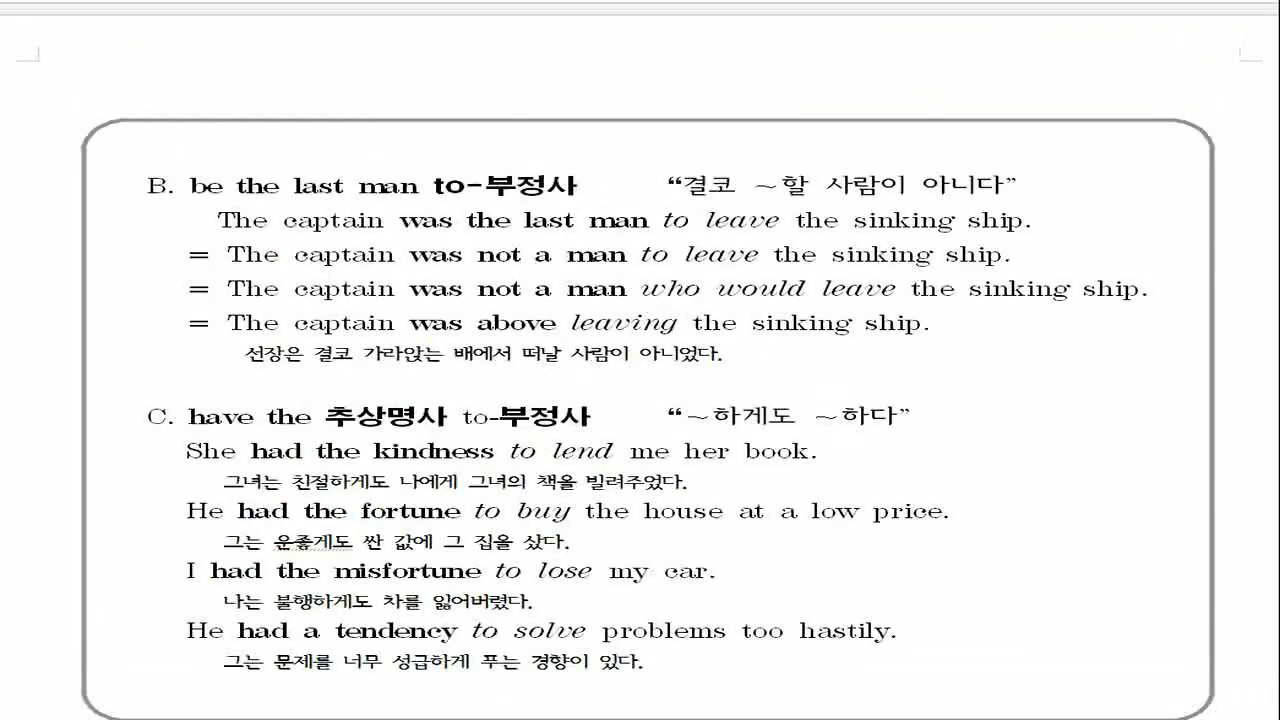 B. be the last man to-부정사 “결코 ～할 사람이 아니다”
The captain was the last man to leave the sinking ship.
= The captain was not a man to leave the sinking ship.
= The captain was not a man who would leave the sinking ship.
= The captain was above leaving the sinking ship.
선장은 결코 가라앉는 배에서 떠날 사람이 아니었다.
C. have the 추상명사 to-부정사 “～하게도 ～하다”
She had the kindness to lend me her book.
그녀는 친절하게도 나에게 그녀의 책을 빌려주었다.
He had the fortune to buy the house at a low price.
그는 운좋게도 싼 값에 그 집을 샀다.
I had the misfortune to lose my car.
나는 불행하게도 차를 잃어버렸다.
He had a tendency to solve problems too hastily.
그는 문제를 너무 성급하게 푸는 경향이 있다.